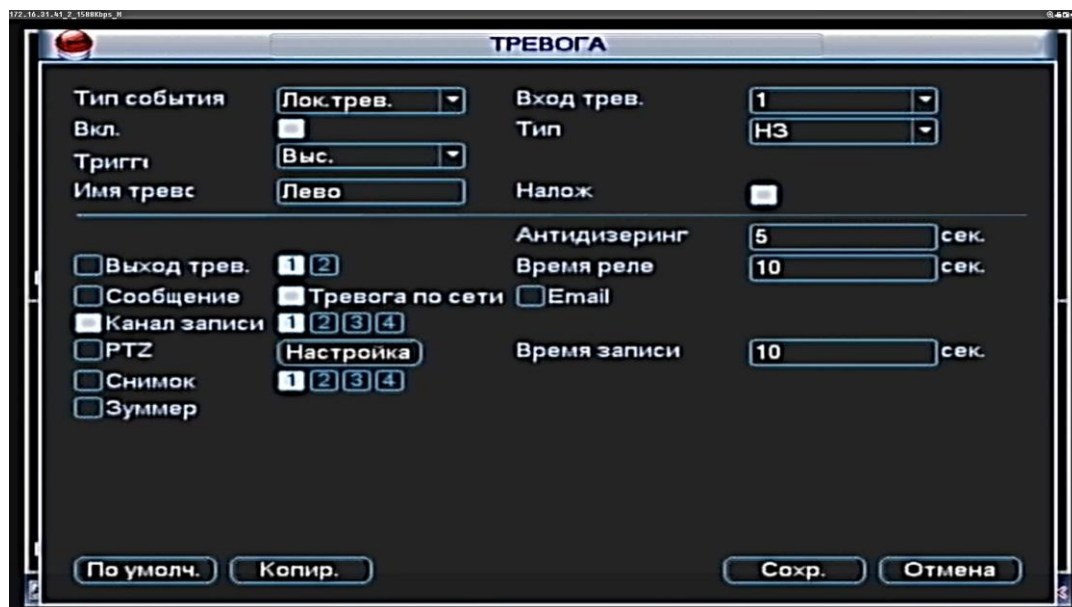 172.16.31.41_2_1588Kbps_M
ТРЕВОГА
Тип события Лок.трев. Вход трев. 1
Вкл. Тип НЗ
Тригг Выс.
Имя трево Лево Налож
Антидизеринг 5 сек.
Выход трев. 1 2 Время реле 10 сек.
Сообщение Тревога по сети Email
Канал записи 1 2 3 4
PTZ Настройка Время записи 10 сек.
Снимок 1 2 3 4
Зуммер
По умолч. Копир. Сохр. Отмена